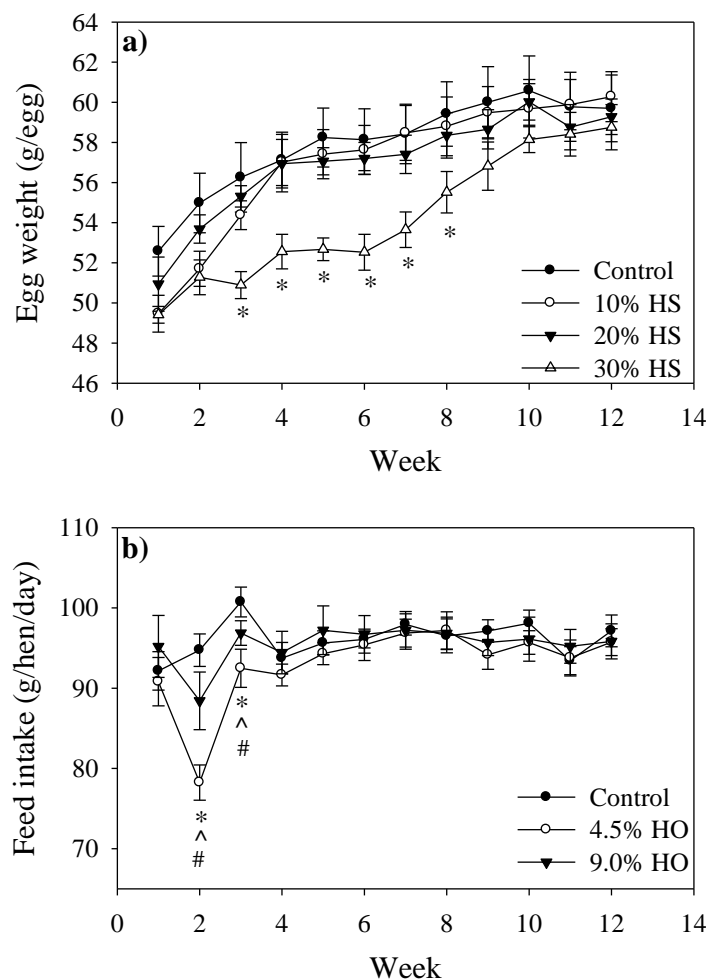 a)
64
62
60
58
56
54
52
50
48
46
Egg weight (g/egg)
* * * * * *
Control
10% HS
20% HS
30% HS
0 2 4 6 8 10 12 14
Week
b)
110
100
90
80
70
Feed intake (g/hen/day)
*
^
#
*
^
#
Control
4.5% HO
9.0% HO
0 2 4 6 8 10 12 14
Week